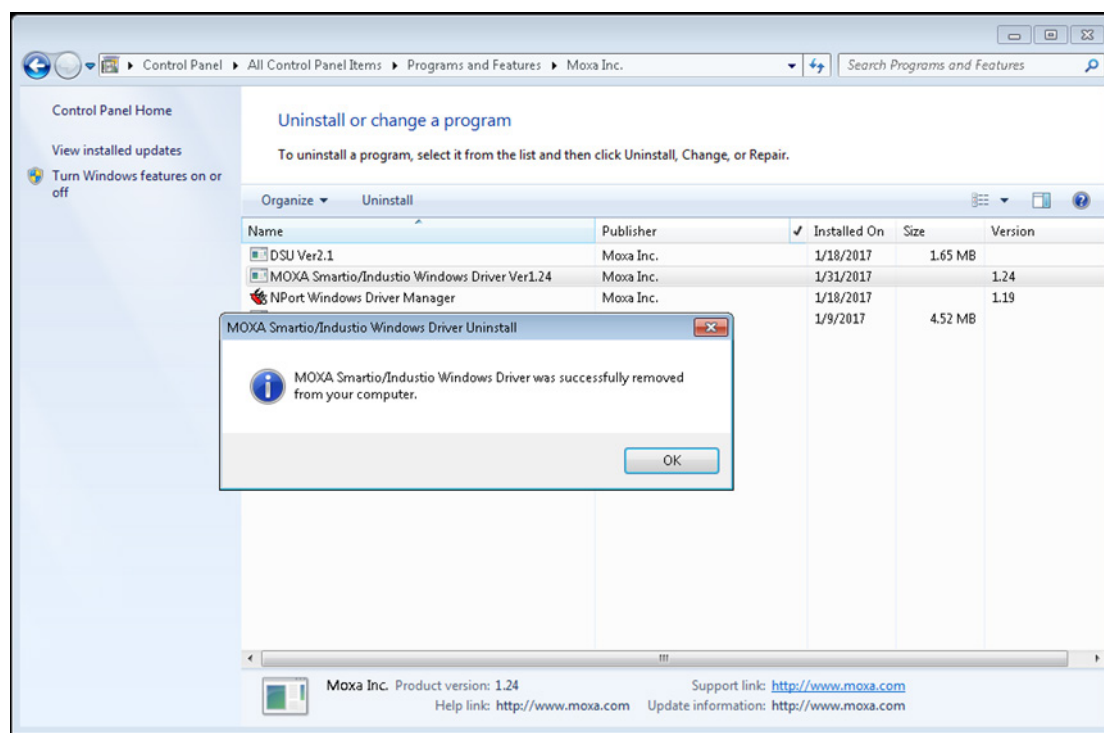 Control Panel ▸ All Control Panel Items ▸ Programs and Features ▸ Moxa Inc.
Search Programs and Features
Control Panel Home
View installed updates
Turn Windows features on or
off
Uninstall or change a program
To uninstall a program, select it from the list and then click Uninstall, Change, or Repair.
Organize Uninstall
Name Publisher Installed On Size Version
DSU Ver2.1 Moxa Inc. 1/18/2017 1.65 MB
MOXA Smartio/Industio Windows Driver Ver1.24 Moxa Inc. 1/31/2017 1.24
NPort Windows Driver Manager Moxa Inc. 1/18/2017 1.19
1/9/2017 4.52 MB
MOXA Smartio/Industio Windows Driver Uninstall
MOXA Smartio/Industio Windows Driver was successfully removed
from your computer.
OK
Moxa Inc. Product version: 1.24 Support link: http://www.moxa.com
Help link: http://www.moxa.com Update information: http://www.moxa.com